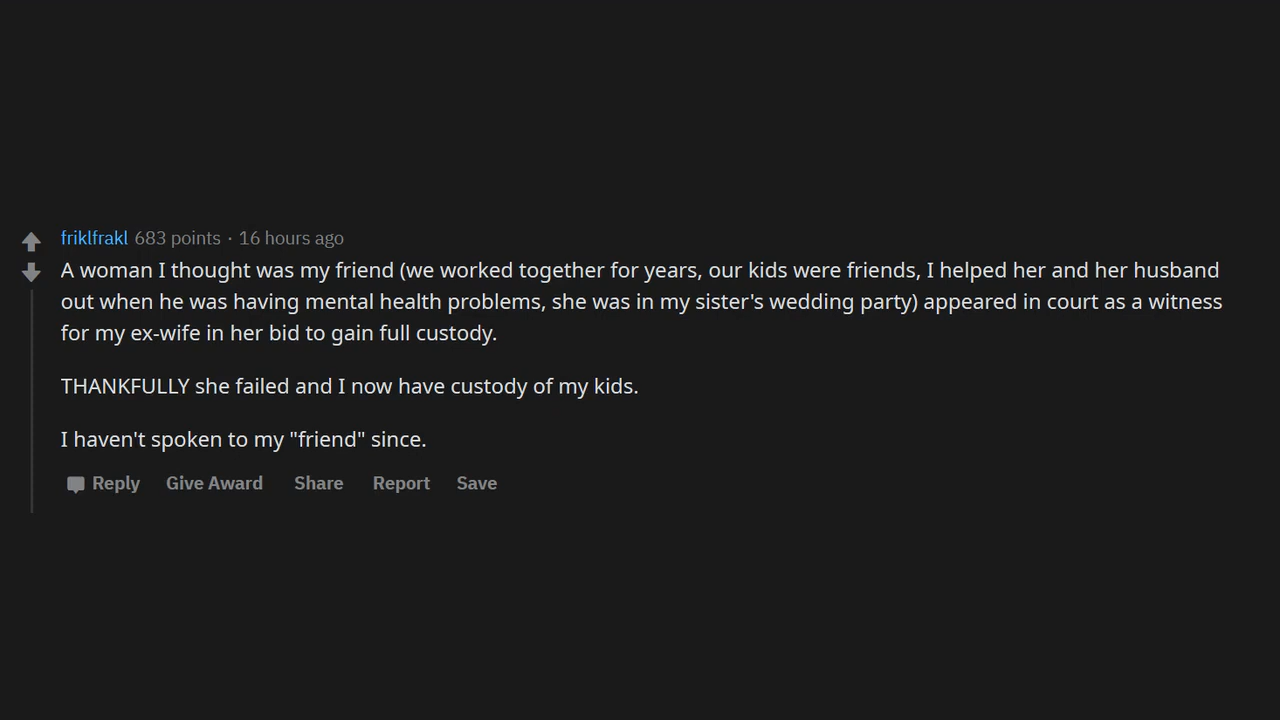 friklfrakl 683 points · 16 hours ago
A woman I thought was my friend (we worked together for years, our kids were friends, I helped her and her husband
out when he was having mental health problems, she was in my sister's wedding party) appeared in court as a witness
for my ex-wife in her bid to gain full custody.
THANKFULLY she failed and I now have custody of my kids.
I haven't spoken to my "friend" since.
Reply Give Award Share Report Save